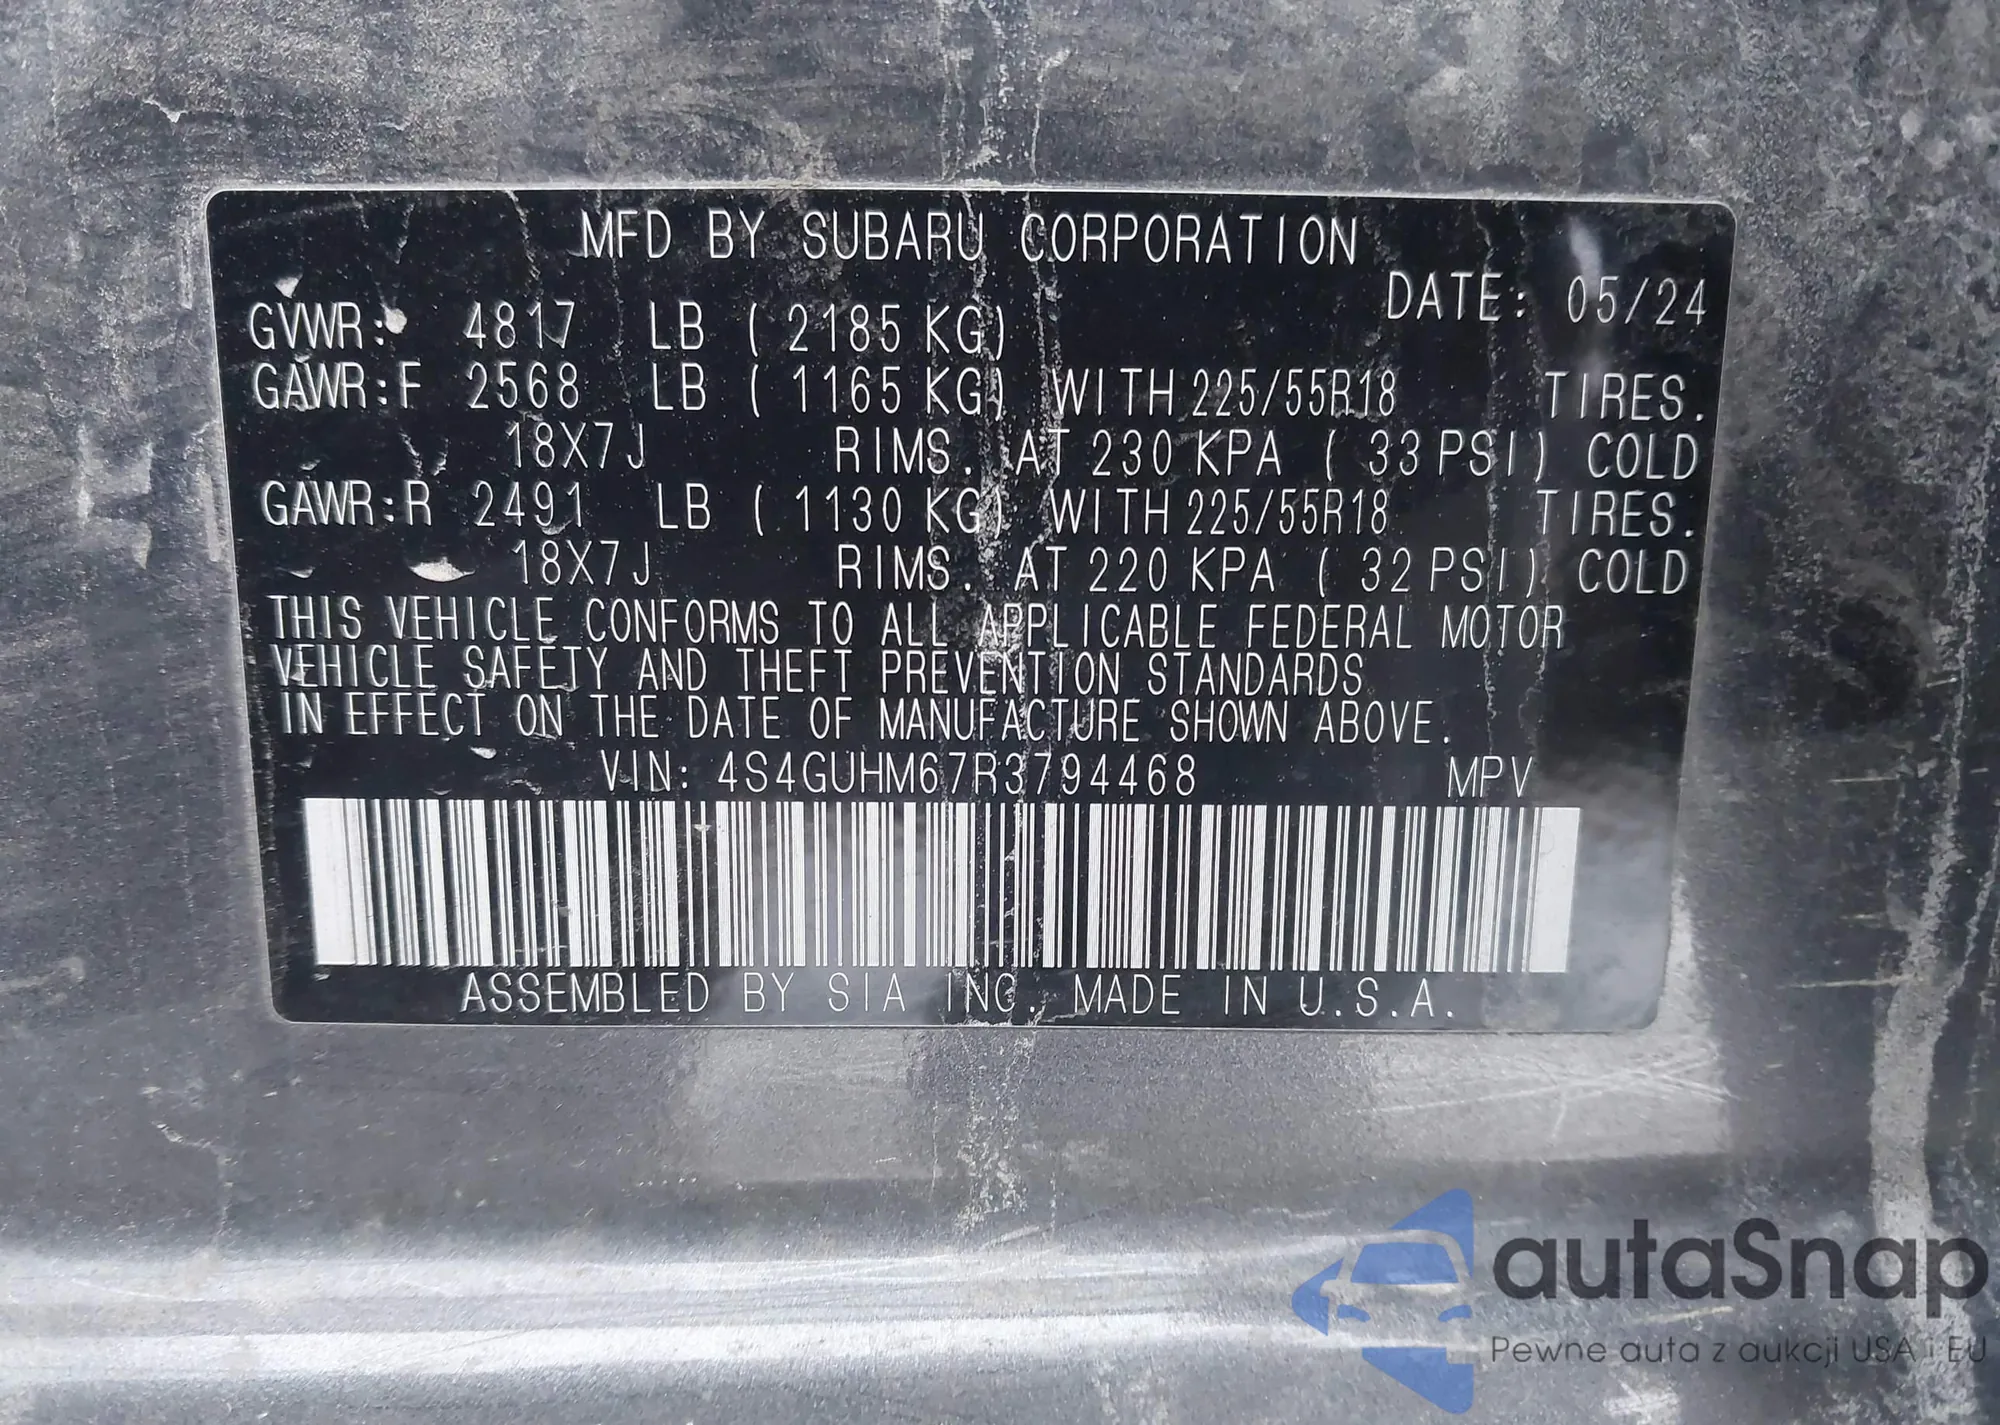 MFD BY SUBARU CORPORATION
DATE: 05/24
GVWR: 4817 LB ( 2185 KG)
GAWR:F 2568 LB ( 1165 KG) WITH 225/55R18 TIRES.
18X7J RIMS. AT 230 KPA ( 33 PSI) COLD
GAWR:R 2491 LB ( 1130 KG) WITH 225/55R18 TIRES.
18X7J RIMS. AT 220 KPA ( 32 PSI) COLD
THIS VEHICLE CONFORMS TO ALL APPLICABLE FEDERAL MOTOR
VEHICLE SAFETY AND THEFT PREVENTION STANDARDS
IN EFFECT ON THE DATE OF MANUFACTURE SHOWN ABOVE.
VIN: 4S4GUHM67R3794468 MPV
ASSEMBLED BY SIA INC. MADE IN U.S.A.
autaSnap
Pewne auta z aukcji USA i EU